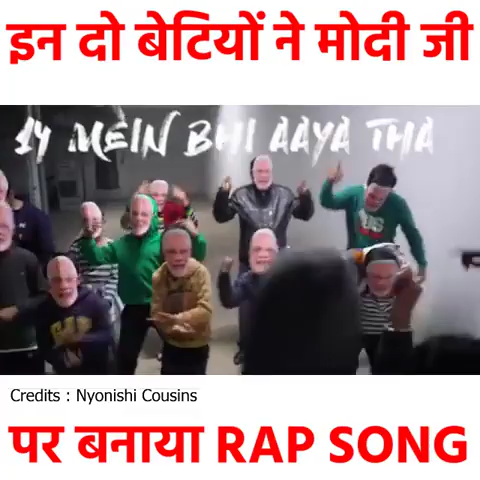 इन दो बेटियों ने मोदी जी
14 MEIN BHI AAYA THA
Credits : Nyonishi Cousins
पर बनाया RAP SONG